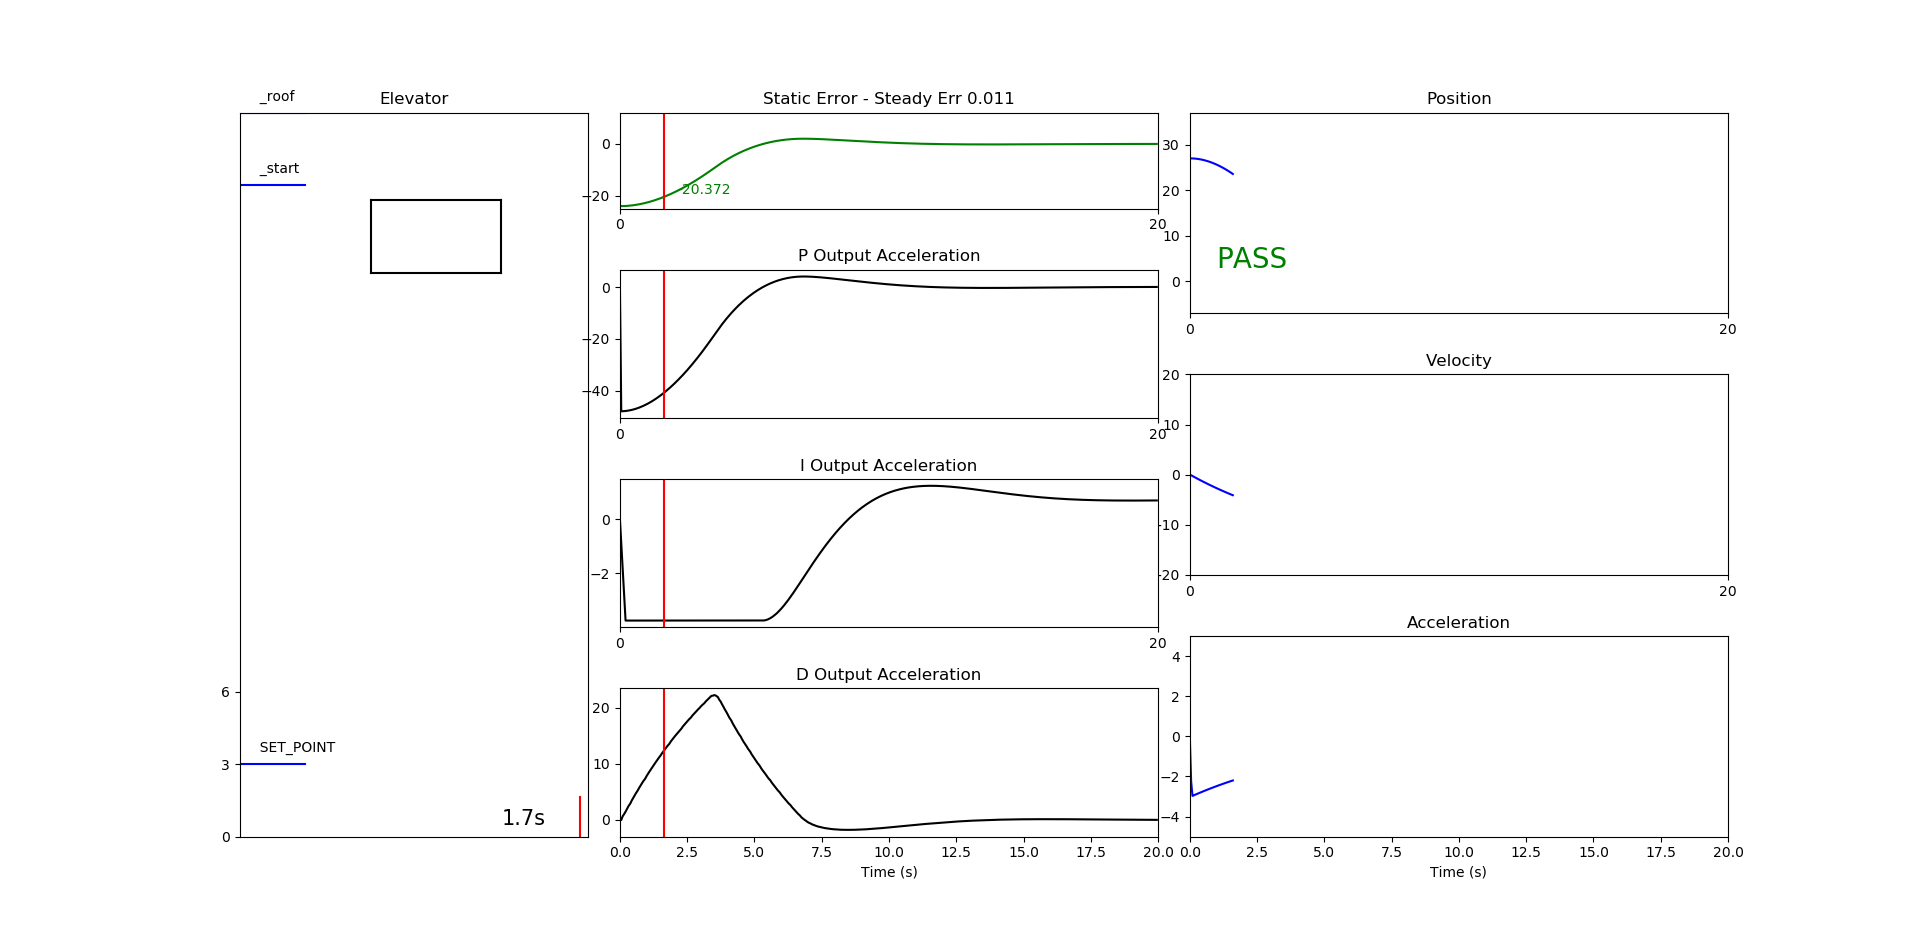 _roof
Elevator
_start
6
SET_POINT
3
1.7s
0
Static Error - Steady Err 0.011
0
−20
20.372
0
20
P Output Acceleration
0
−20
−40
0
20
I Output Acceleration
0
−2
0
20
D Output Acceleration
20
10
0
0.0 2.5 5.0 7.5 10.0 12.5 15.0 17.5 20.0
Time (s)
Position
30
20
10
PASS
0
0
20
Velocity
20
10
0
-10
-20
0
20
Acceleration
4
2
0
−2
−4
0.0 2.5 5.0 7.5 10.0 12.5 15.0 17.5 20.0
Time (s)